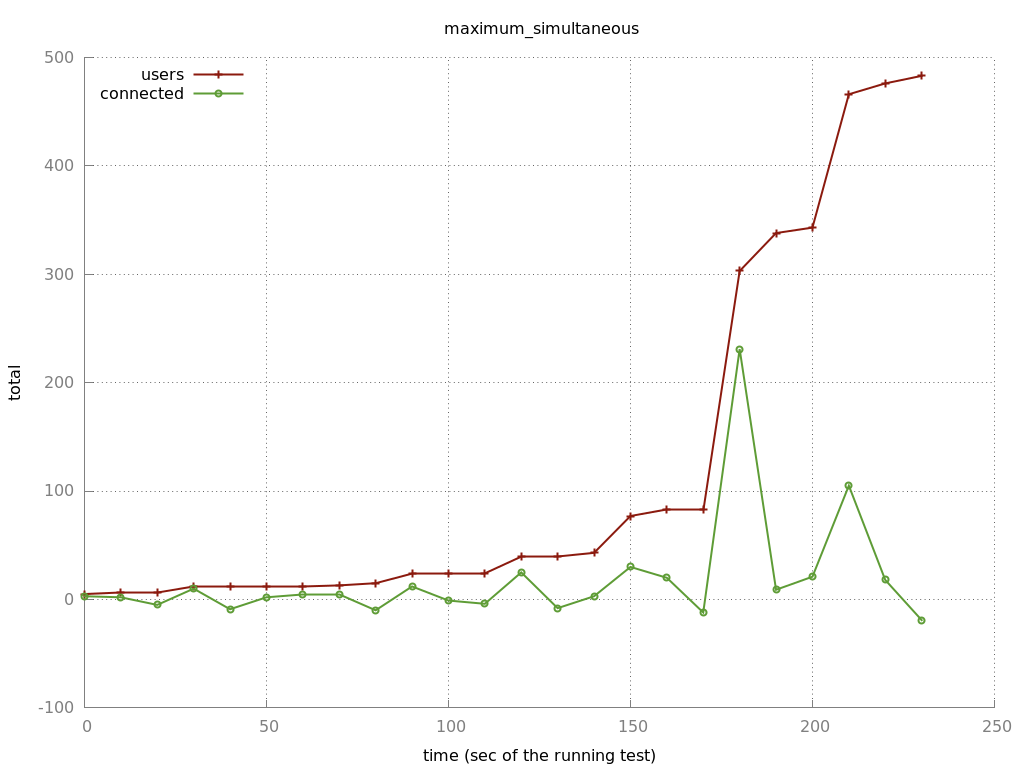 maximum_simultaneous
500
400
300
200
100
0
-100
users
connected
total
0 50 100 150 200 250
time (sec of the running test)